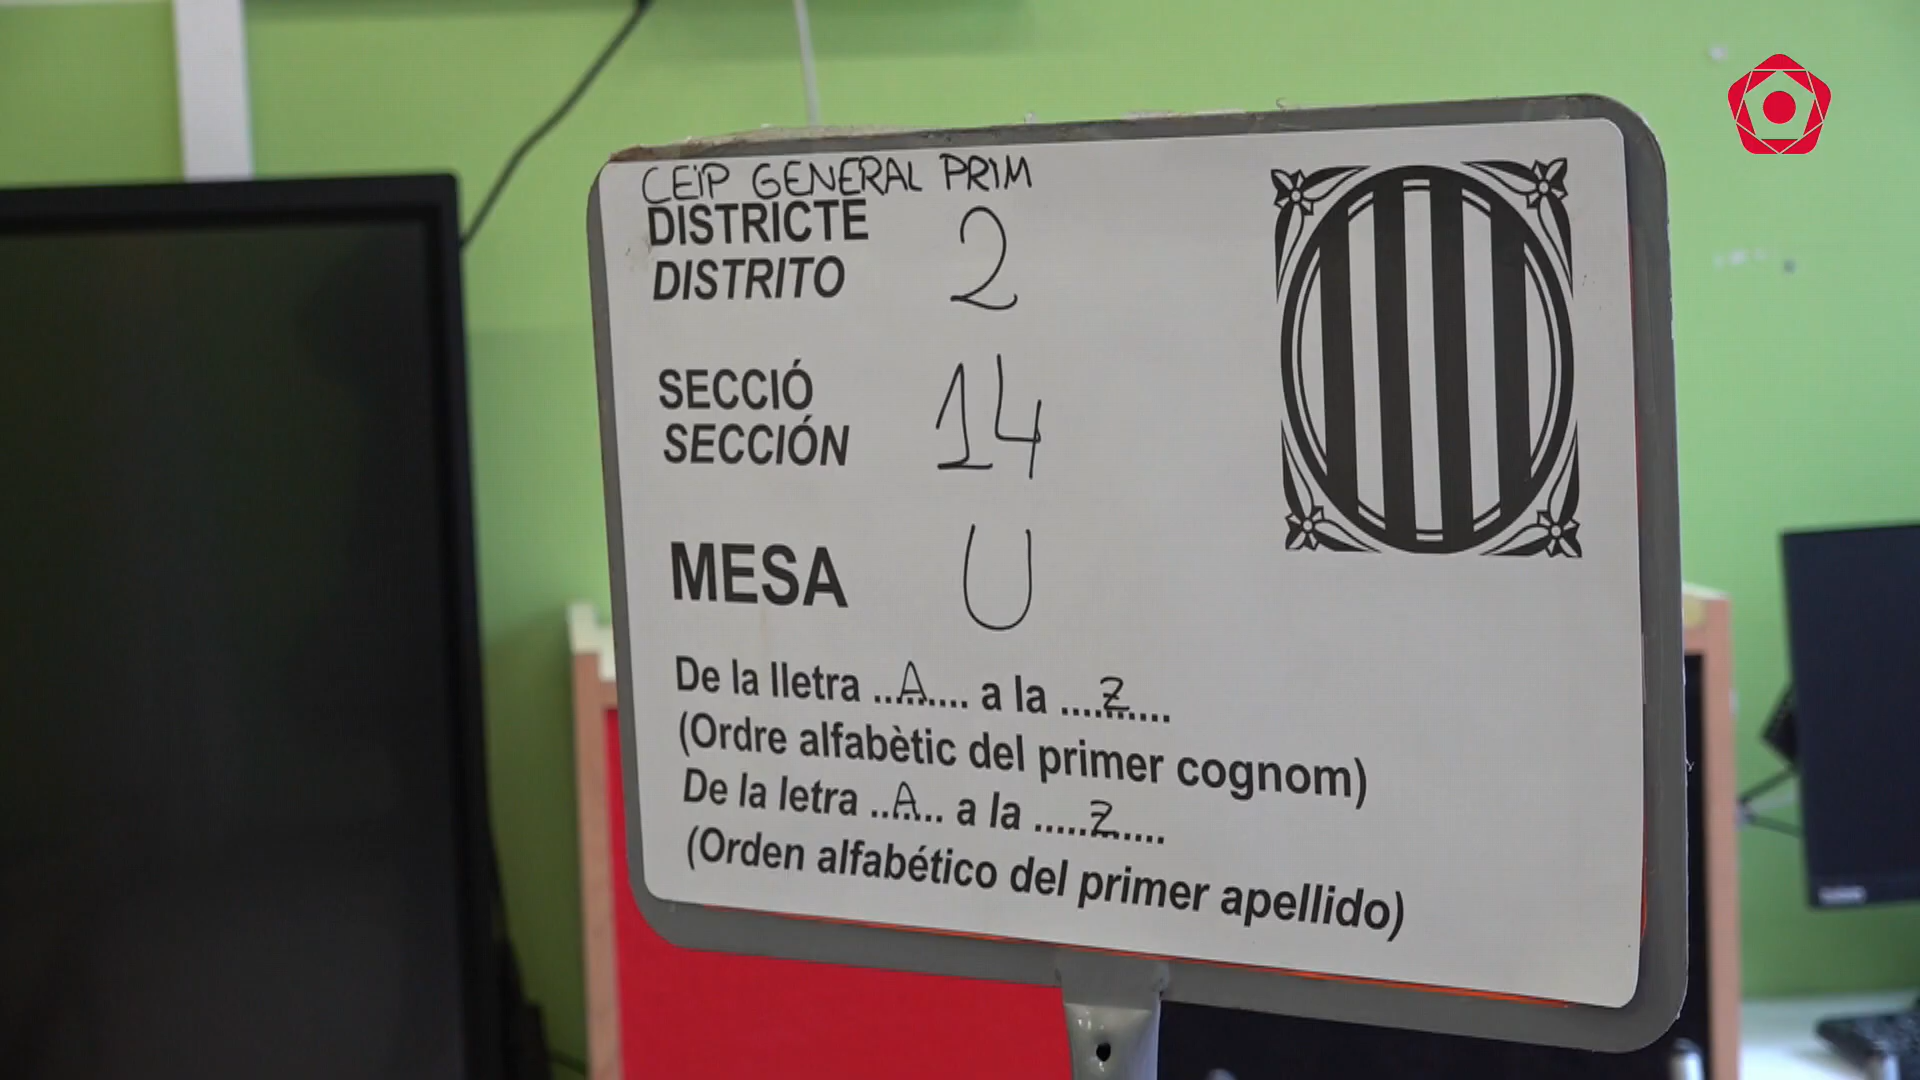 CEIP GENERAL PRIM
DISTRICTE 2
DISTRITO
SECCIÓ 14
SECCIÓN
MESA U
De la lletra ..A..... a la ....Z.....
(Ordre alfabètic del primer cognom)
De la letra ..A... a la .....Z.....
(Orden alfabético del primer apellido)